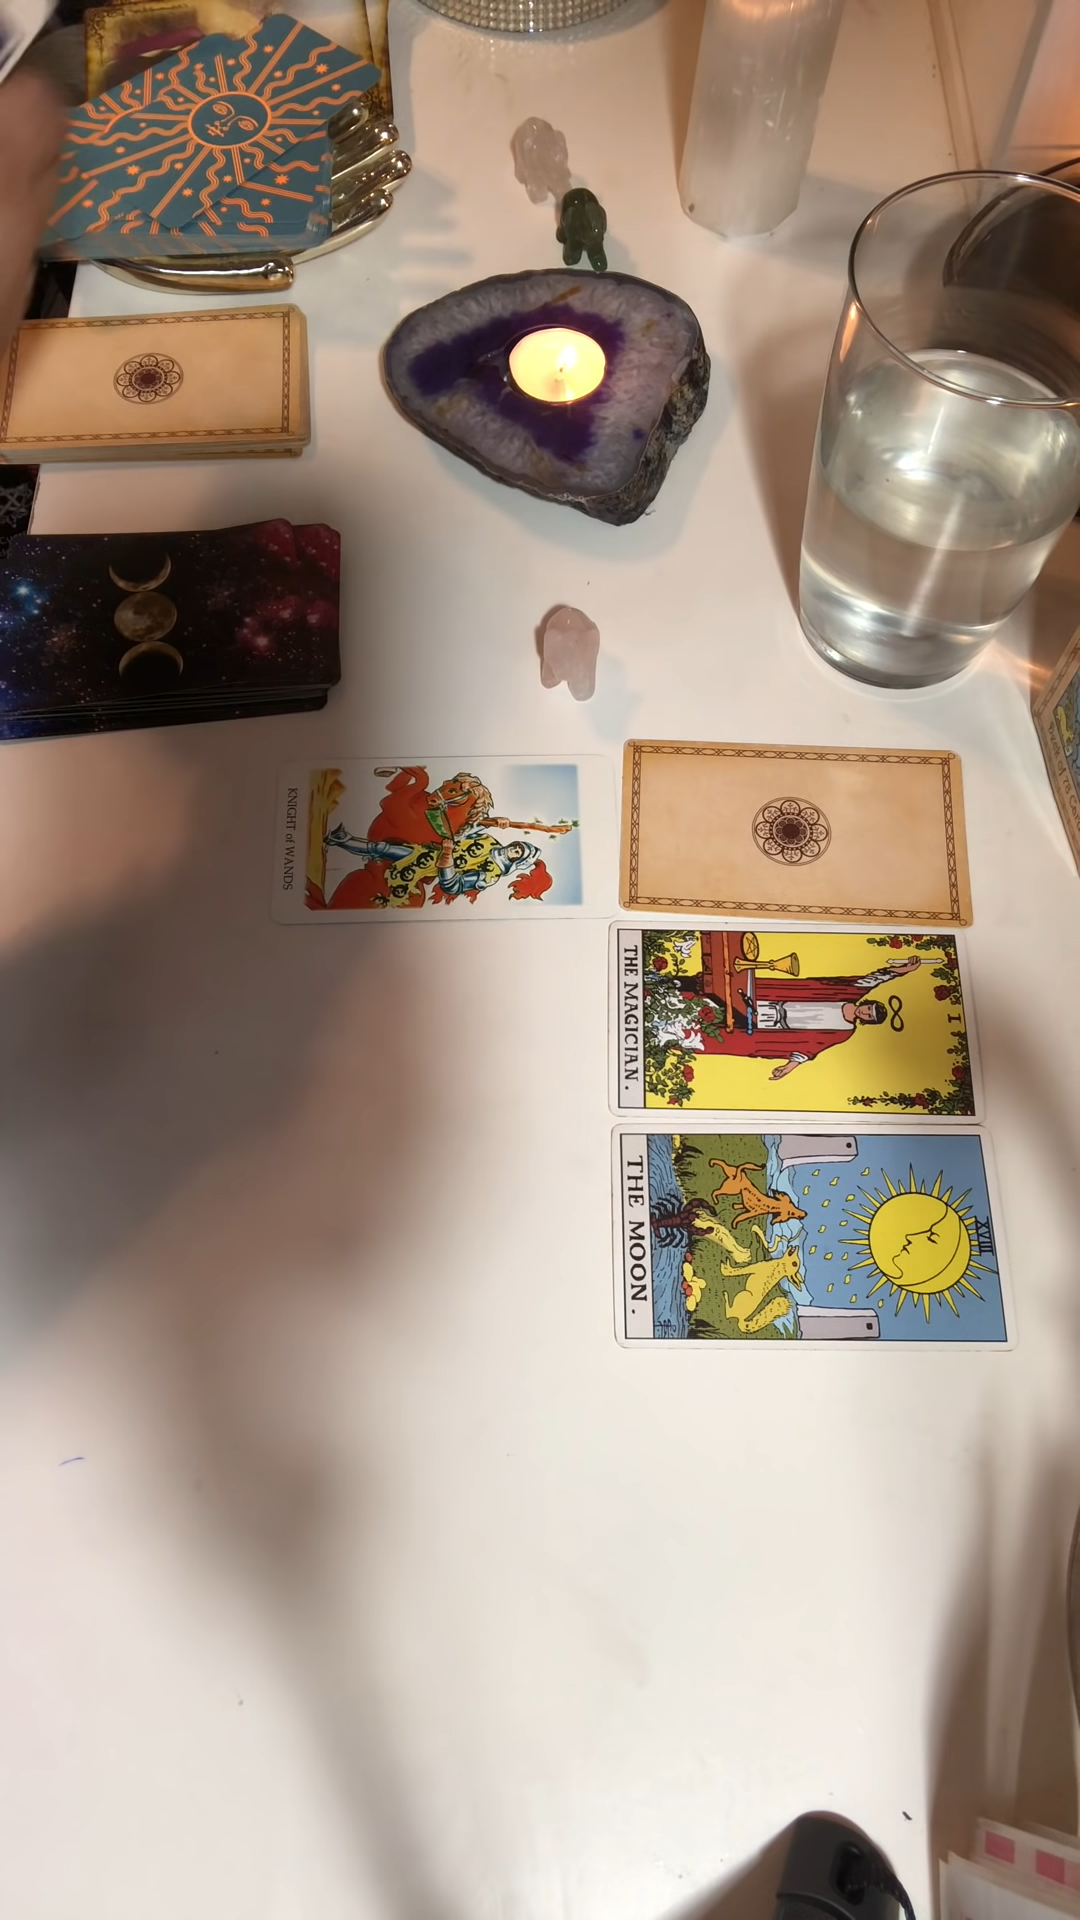 KNIGHT of WANDS
I
THE MAGICIAN.
XVIII
THE MOON.